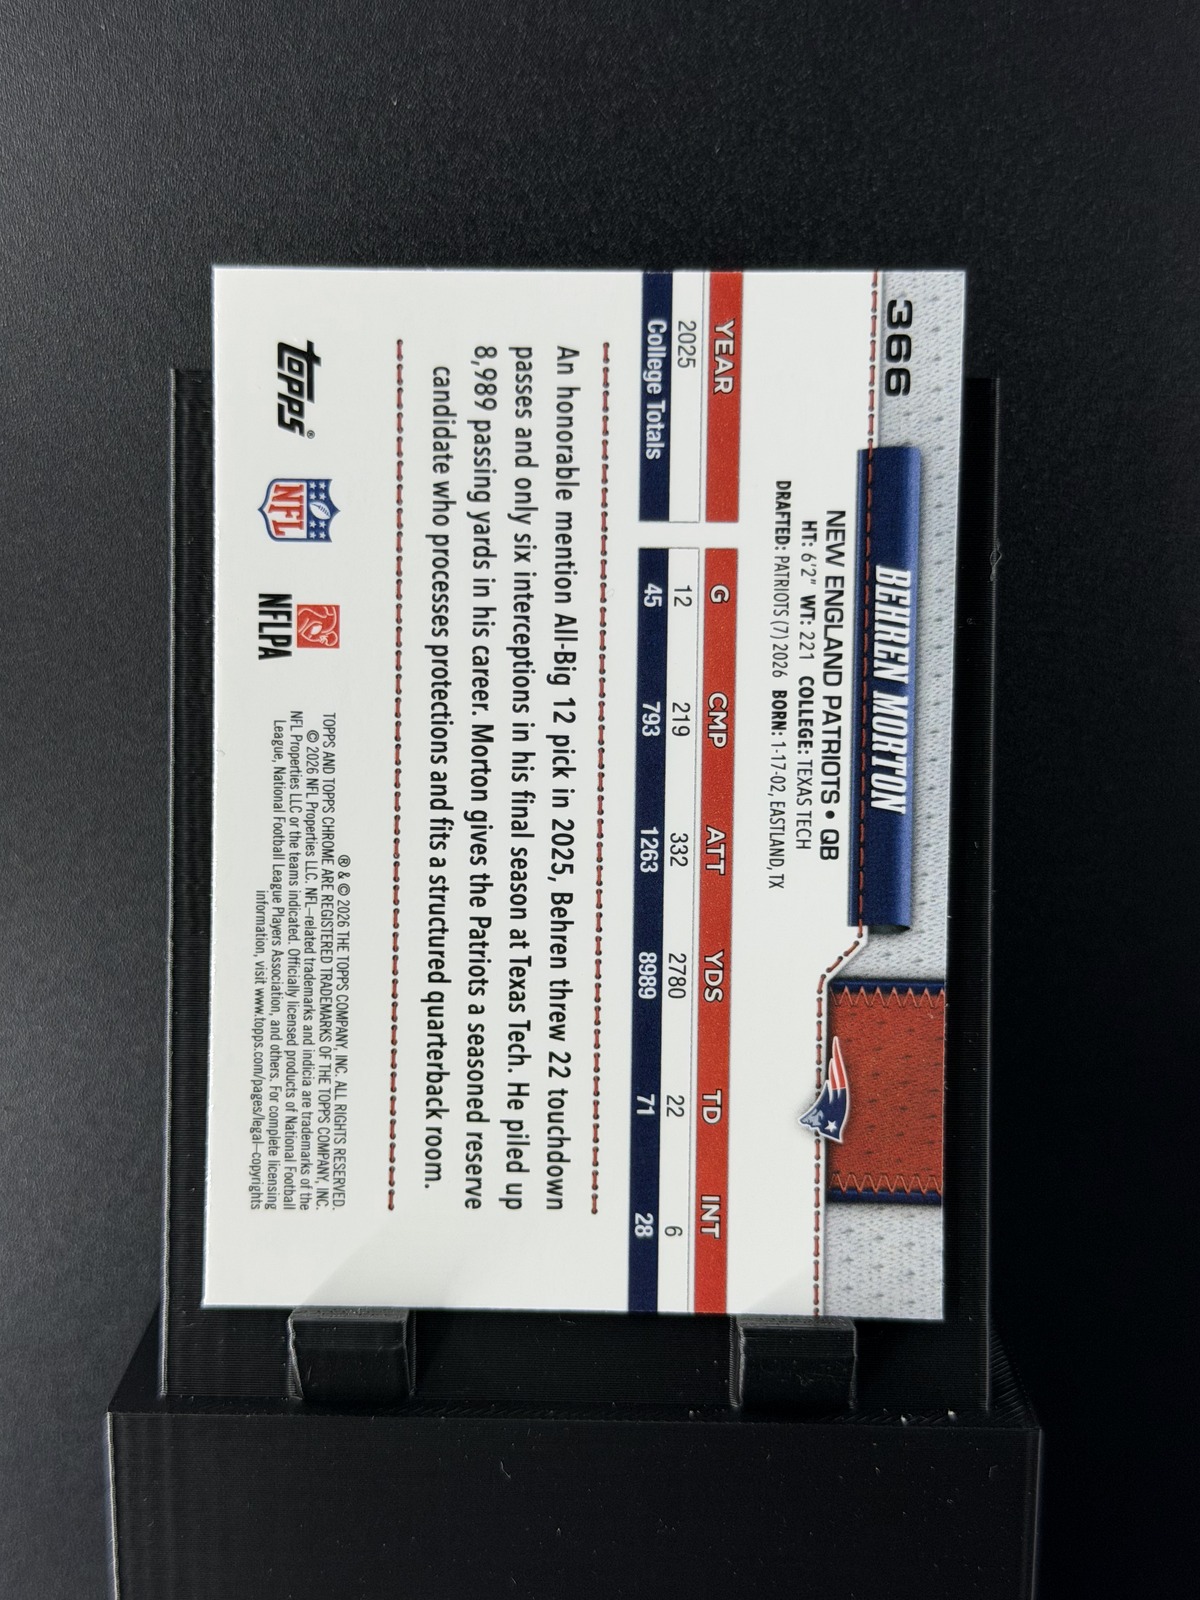 366
BEHREN MORTON
NEW ENGLAND PATRIOTS • QB
HT: 6'2" WT: 221 COLLEGE: TEXAS TECH
DRAFTED: PATRIOTS (7) 2026 BORN: 1-17-02, EASTLAND, TX
YEAR G CMP ATT YDS TD INT
2025 12 219 332 2780 22 6
College Totals 45 793 1263 8989 71 28
An honorable mention All-Big 12 pick in 2025, Behren threw 22 touchdown
passes and only six interceptions in his final season at Texas Tech. He piled up
8,989 passing yards in his career. Morton gives the Patriots a seasoned reserve
candidate who processes protections and fits a structured quarterback room.
topps®
NFL
NFLPA
® & © 2026 THE TOPPS COMPANY, INC. ALL RIGHTS RESERVED.
TOPPS AND TOPPS CHROME ARE REGISTERED TRADEMARKS OF THE TOPPS COMPANY, INC.
© 2026 NFL Properties LLC. NFL-related trademarks and indicia are trademarks of the
NFL Properties LLC or the teams indicated. Officially licensed products of National Football
League, National Football League Players Association, and others. For complete licensing
information, visit www.topps.com/pages/legal-copyrights